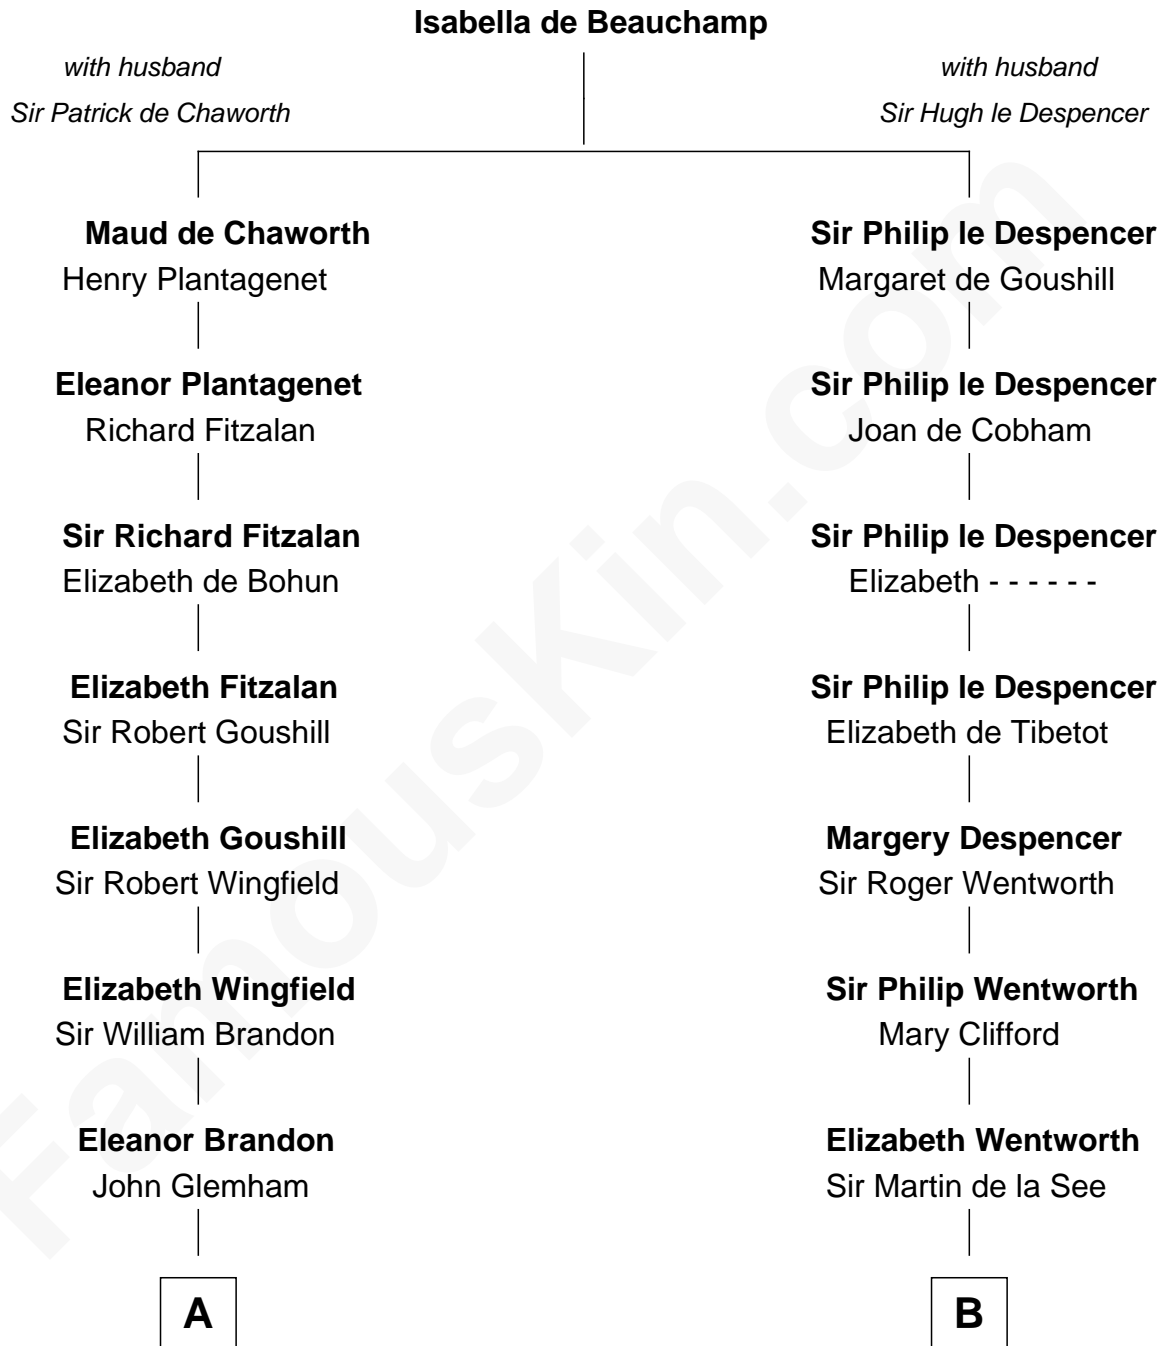 Isabella de Beauchamp
with husband
Sir Patrick de Chaworth
with husband
Sir Hugh le Despencer
Maud de Chaworth
Henry Plantagenet
Eleanor Plantagenet
Richard Fitzalan
Sir Richard Fitzalan
Elizabeth de Bohun
Elizabeth Fitzalan
Sir Robert Goushill
Elizabeth Goushill
Sir Robert Wingfield
Elizabeth Wingfield
Sir William Brandon
Eleanor Brandon
John Glemham
A
Sir Philip le Despencer
Margaret de Goushill
Sir Philip le Despencer
Joan de Cobham
Sir Philip le Despencer
Elizabeth - - - - - -
Sir Philip le Despencer
Elizabeth de Tibetot
Margery Despencer
Sir Roger Wentworth
Sir Philip Wentworth
Mary Clifford
Elizabeth Wentworth
Sir Martin de la See
B
FamousKin.com